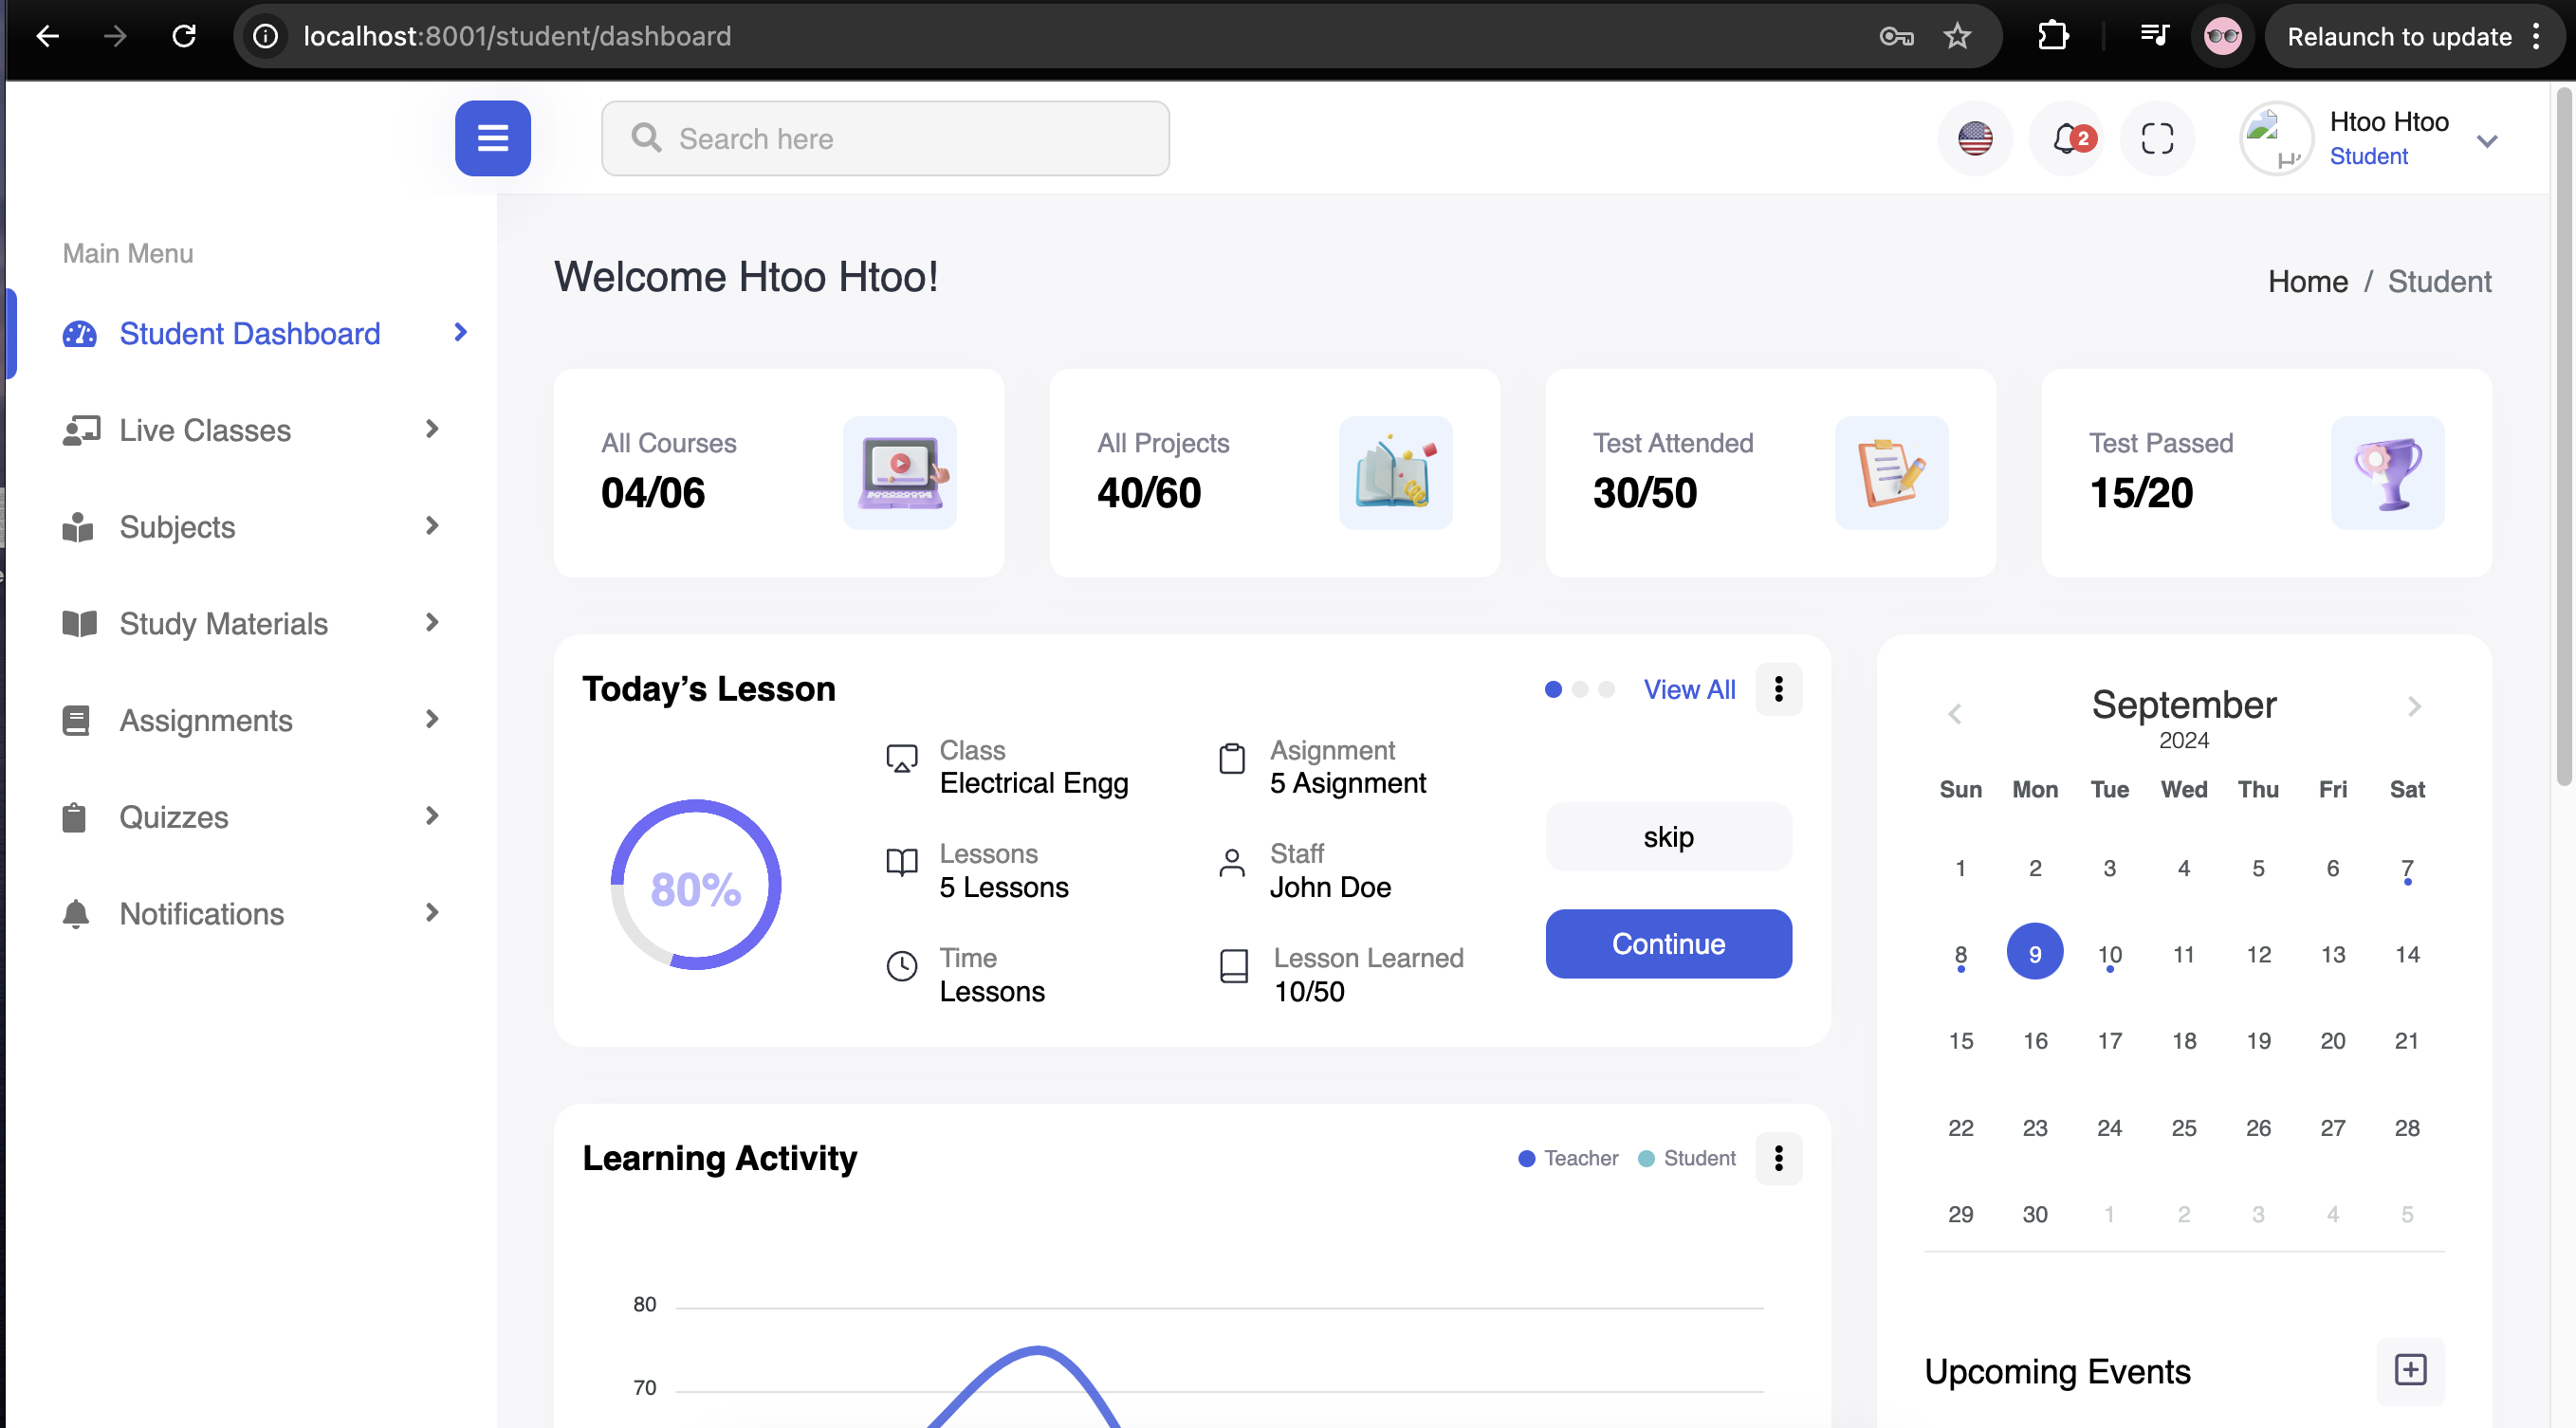 localhost:8001/student/dashboard
Relaunch to update
Search here
2
Htoo Htoo
Student
Main Menu
Student Dashboard
Live Classes
Subjects
Study Materials
Assignments
Quizzes
Notifications
Welcome Htoo Htoo!
Home / Student
All Courses
04/06
All Projects
40/60
Test Attended
30/50
Test Passed
15/20
Today’s Lesson
View All
80%
Class
Electrical Engg
Lessons
5 Lessons
Time
Lessons
Asignment
5 Asignment
Staff
John Doe
Lesson Learned
10/50
skip
Continue
Learning Activity
Teacher Student
80
70
September
2024
Sun Mon Tue Wed Thu Fri Sat
1 2 3 4 5 6 7
8 9 10 11 12 13 14
15 16 17 18 19 20 21
22 23 24 25 26 27 28
29 30 1 2 3 4 5
Upcoming Events